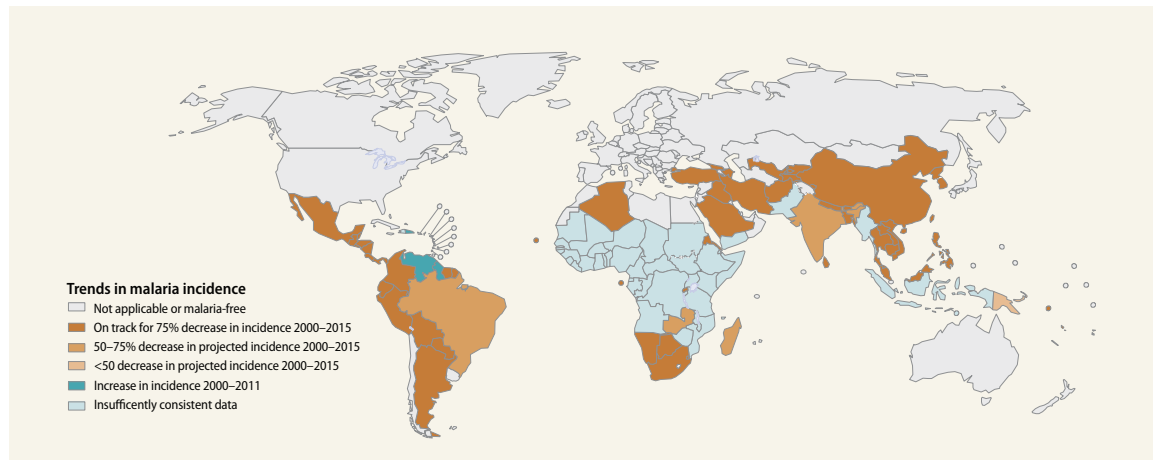 Trends in malaria incidence
Not applicable or malaria-free
On track for 75% decrease in incidence 2000–2015
50–75% decrease in projected incidence 2000–2015
<50 decrease in projected incidence 2000–2015
Increase in incidence 2000–2011
Insufficently consistent data